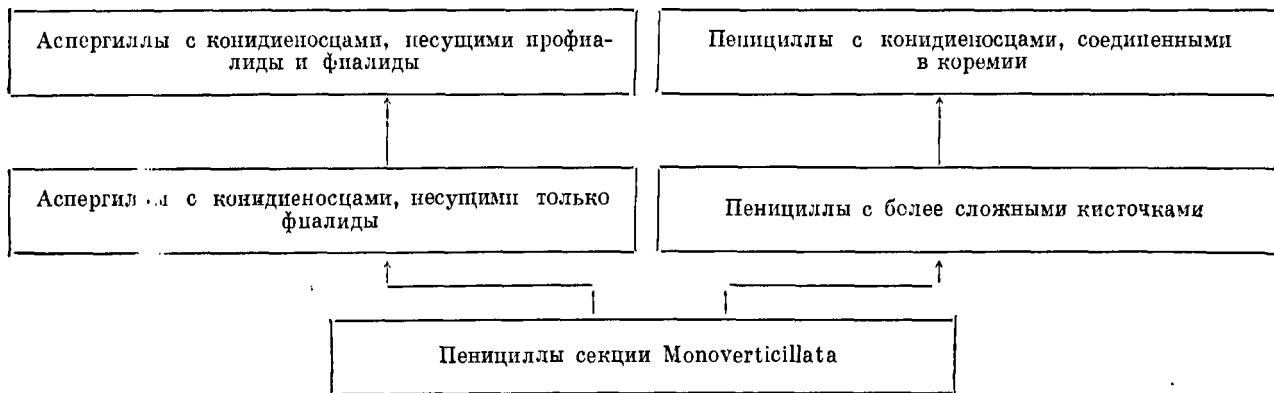 Аспергиллы с конидиеносцами, несущими профиа-
лиды и фиалиды
Пенициллы с конидиеносцами, соединенными
в коремии
с конидиеносцами, несущими только
фиалиды
Пенициллы с более сложными кисточками
Пенициллы секции Monoverticillata